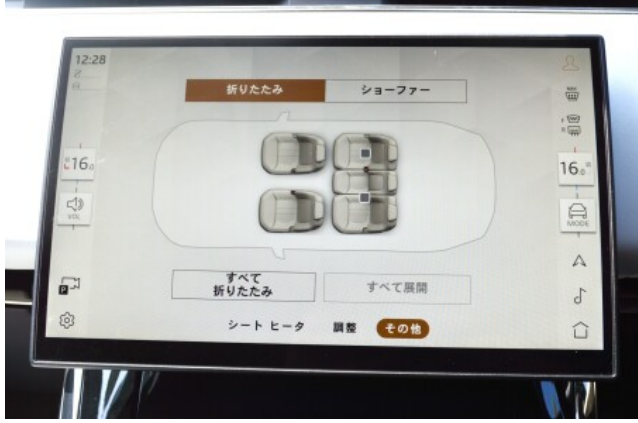 12:28
折りたたみ
ショーファー
16.0
16.0
VOL
MODE
P
すべて
折りたたみ
すべて展開
シート ヒータ
調整
その他